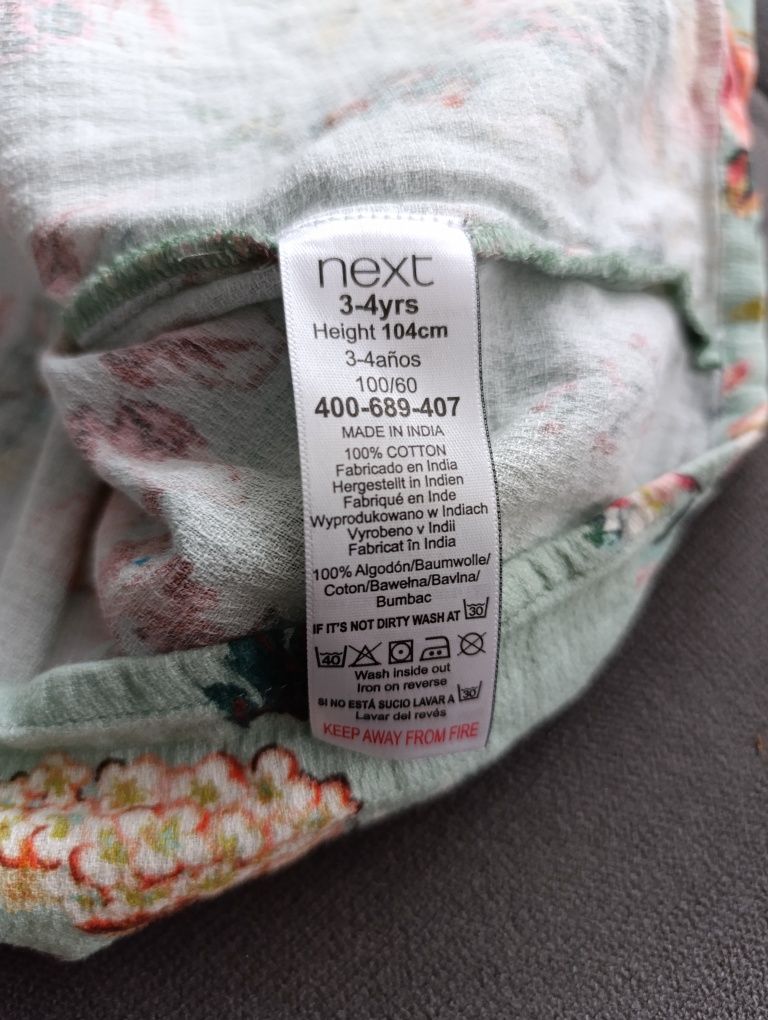 next
3-4yrs
Height 104cm
3-4años
100/60
400-689-407
MADE IN INDIA
100% COTTON
Fabricado en India
Hergestellt in Indien
Fabriqué en Inde
Wyprodukowano w Indiach
Vyrobeno v Indii
Fabricat în India
100% Algodón/Baumwolle/
Coton/Bawełna/Bavlna/
Bumbac
IF IT'S NOT DIRTY WASH AT 30
40
Wash inside out
Iron on reverse
SI NO ESTÁ SUCIO LAVAR A 30
Lavar del revés
KEEP AWAY FROM FIRE